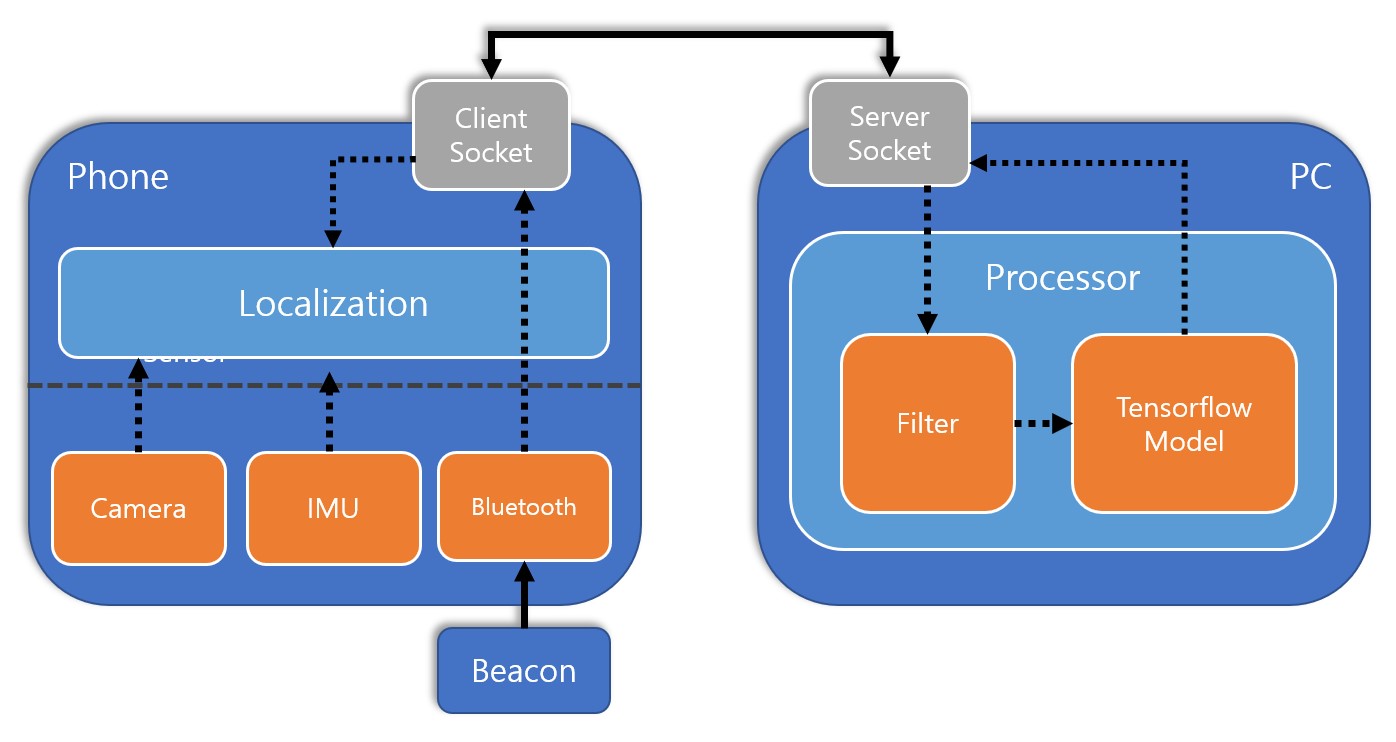 Client
Socket
Server
Socket
Phone
PC
Localization
Processor
Sensor
Filter
Tensorflow
Model
Camera
IMU
Bluetooth
Beacon